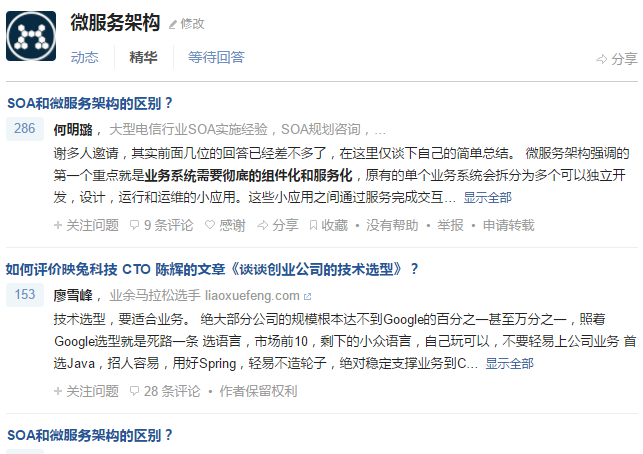 微服务架构 修改
动态 精华 等待回答 分享
SOA和微服务架构的区别？
286 何明璐，大型电信行业SOA实施经验，SOA规划咨询，…
谢多人邀请，其实前面几位的回答已经差不多了，在这里仅谈下自己的简单总结。 微服务架构强调的
第一个重点就是业务系统需要彻底的组件化和服务化，原有的单个业务系统会拆分为多个可以独立开
发，设计，运行和运维的小应用。这些小应用之间通过服务完成交互… 显示全部
关注问题 9 条评论 感谢 分享 收藏 • 没有帮助 • 举报 • 申请转载
如何评价映兔科技 CTO 陈辉的文章《谈谈创业公司的技术选型》？
153 廖雪峰，业余马拉松选手 liaoxuefeng.com
技术选型，要适合业务。 绝大部分公司的规模根本达不到Google的百分之一甚至万分之一，照着
Google选型就是死路一条 选语言，市场前10，剩下的小众语言，自己玩可以，不要轻易上公司业务 首
选Java，招人容易，用好Spring，轻易不造轮子，绝对稳定支撑业务到C… 显示全部
关注问题 28 条评论 • 作者保留权利
SOA和微服务架构的区别？